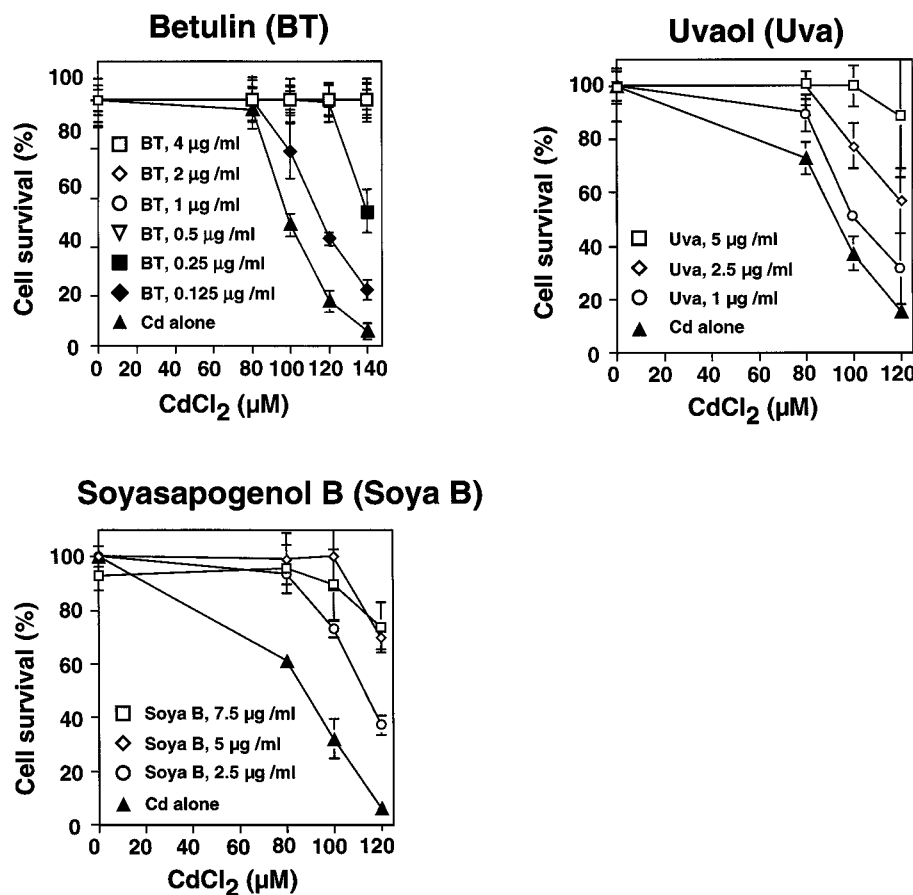 Betulin (BT)
Cell survival (%)
100
80
60
40
20
0
BT, 4 µg /ml
BT, 2 µg /ml
BT, 1 µg /ml
BT, 0.5 µg /ml
BT, 0.25 µg /ml
BT, 0.125 µg /ml
Cd alone
0 20 40 60 80 100 120 140
CdCl2 (µM)
Uvaol (Uva)
Cell survival (%)
100
80
60
40
20
0
Uva, 5 µg /ml
Uva, 2.5 µg /ml
Uva, 1 µg /ml
Cd alone
0 20 40 60 80 100 120
CdCl2 (µM)
Soyasapogenol B (Soya B)
Cell survival (%)
100
80
60
40
20
0
Soya B, 7.5 µg /ml
Soya B, 5 µg /ml
Soya B, 2.5 µg /ml
Cd alone
0 20 40 60 80 100 120
CdCl2 (µM)